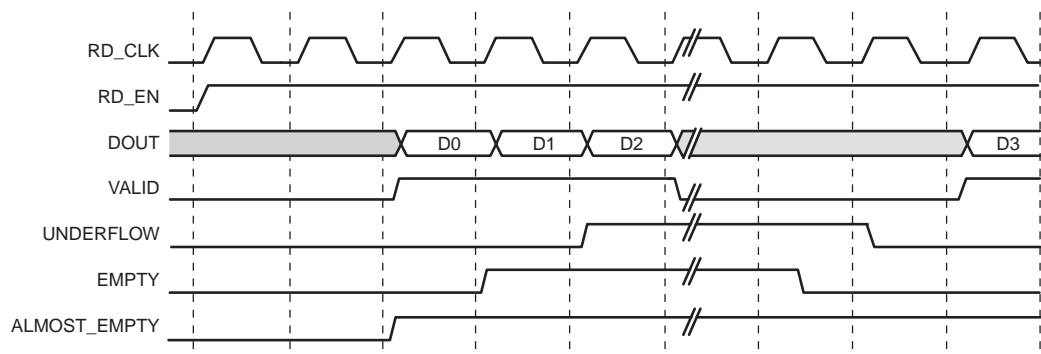 RD_CLK
RD_EN
DOUT D0 D1 D2 D3
VALID
UNDERFLOW
EMPTY
ALMOST_EMPTY